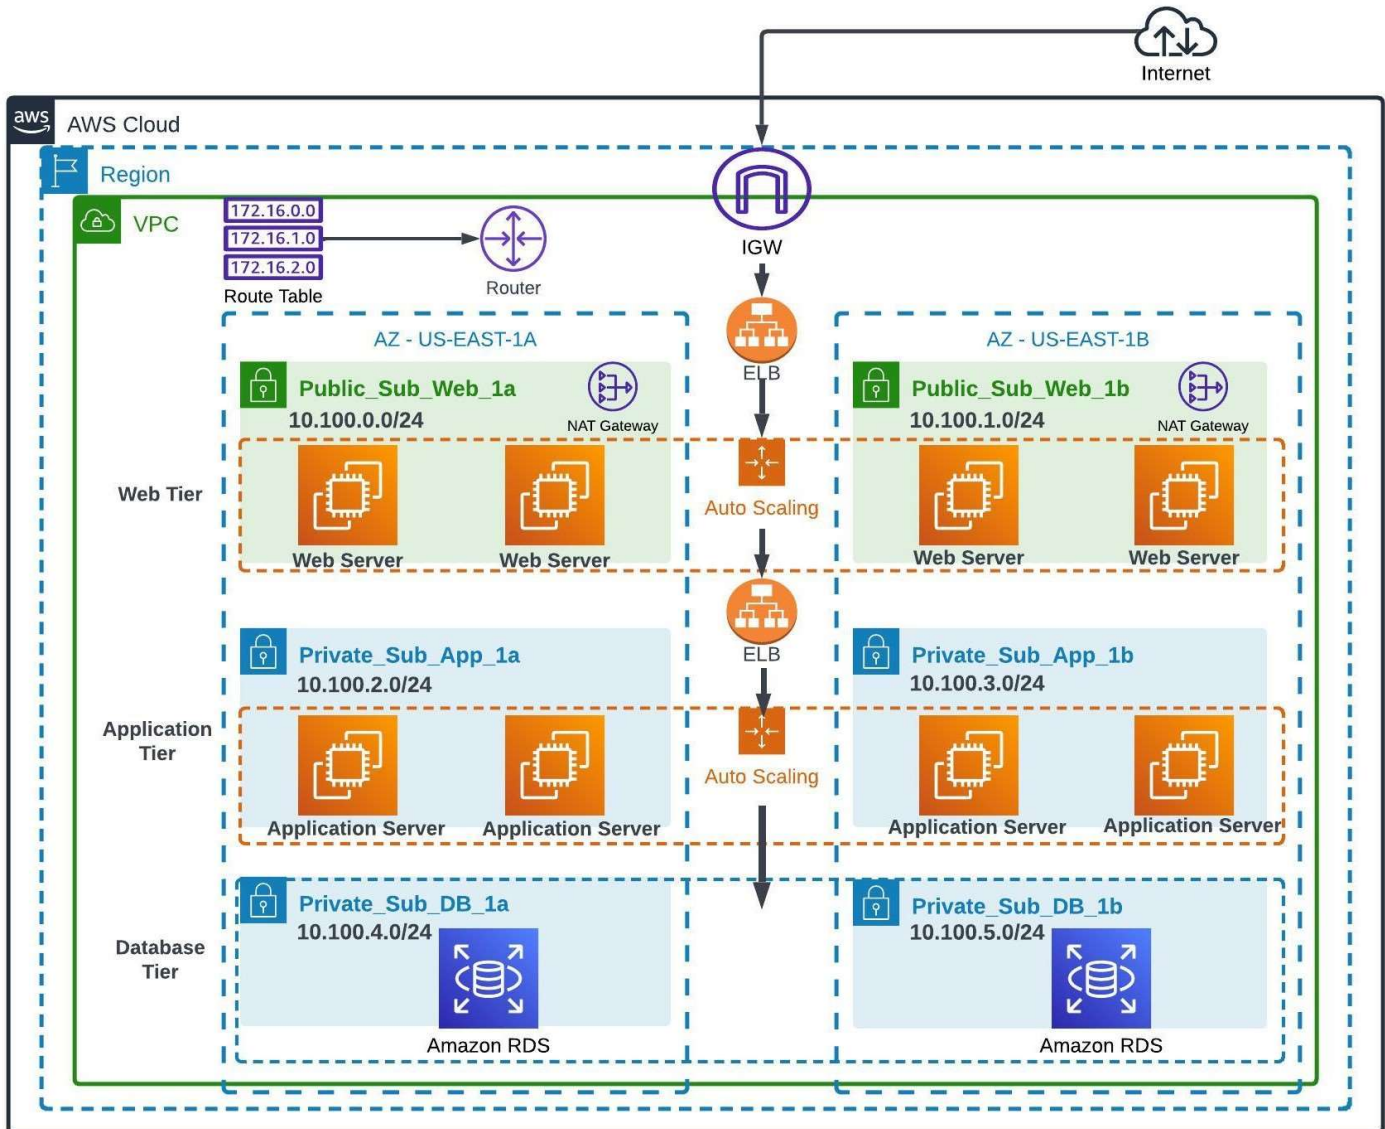 Internet
aws
AWS Cloud
Region
VPC
172.16.0.0
172.16.1.0
172.16.2.0
Route Table
Router
IGW
ELB
AZ - US-EAST-1A
AZ - US-EAST-1B
Public_Sub_Web_1a
10.100.0.0/24
NAT Gateway
Public_Sub_Web_1b
10.100.1.0/24
NAT Gateway
Web Tier
Auto Scaling
Web Server
Web Server
Web Server
Web Server
ELB
Private_Sub_App_1a
10.100.2.0/24
Private_Sub_App_1b
10.100.3.0/24
Application
Tier
Auto Scaling
Application Server
Application Server
Application Server
Application Server
Private_Sub_DB_1a
10.100.4.0/24
Private_Sub_DB_1b
10.100.5.0/24
Database
Tier
Amazon RDS
Amazon RDS